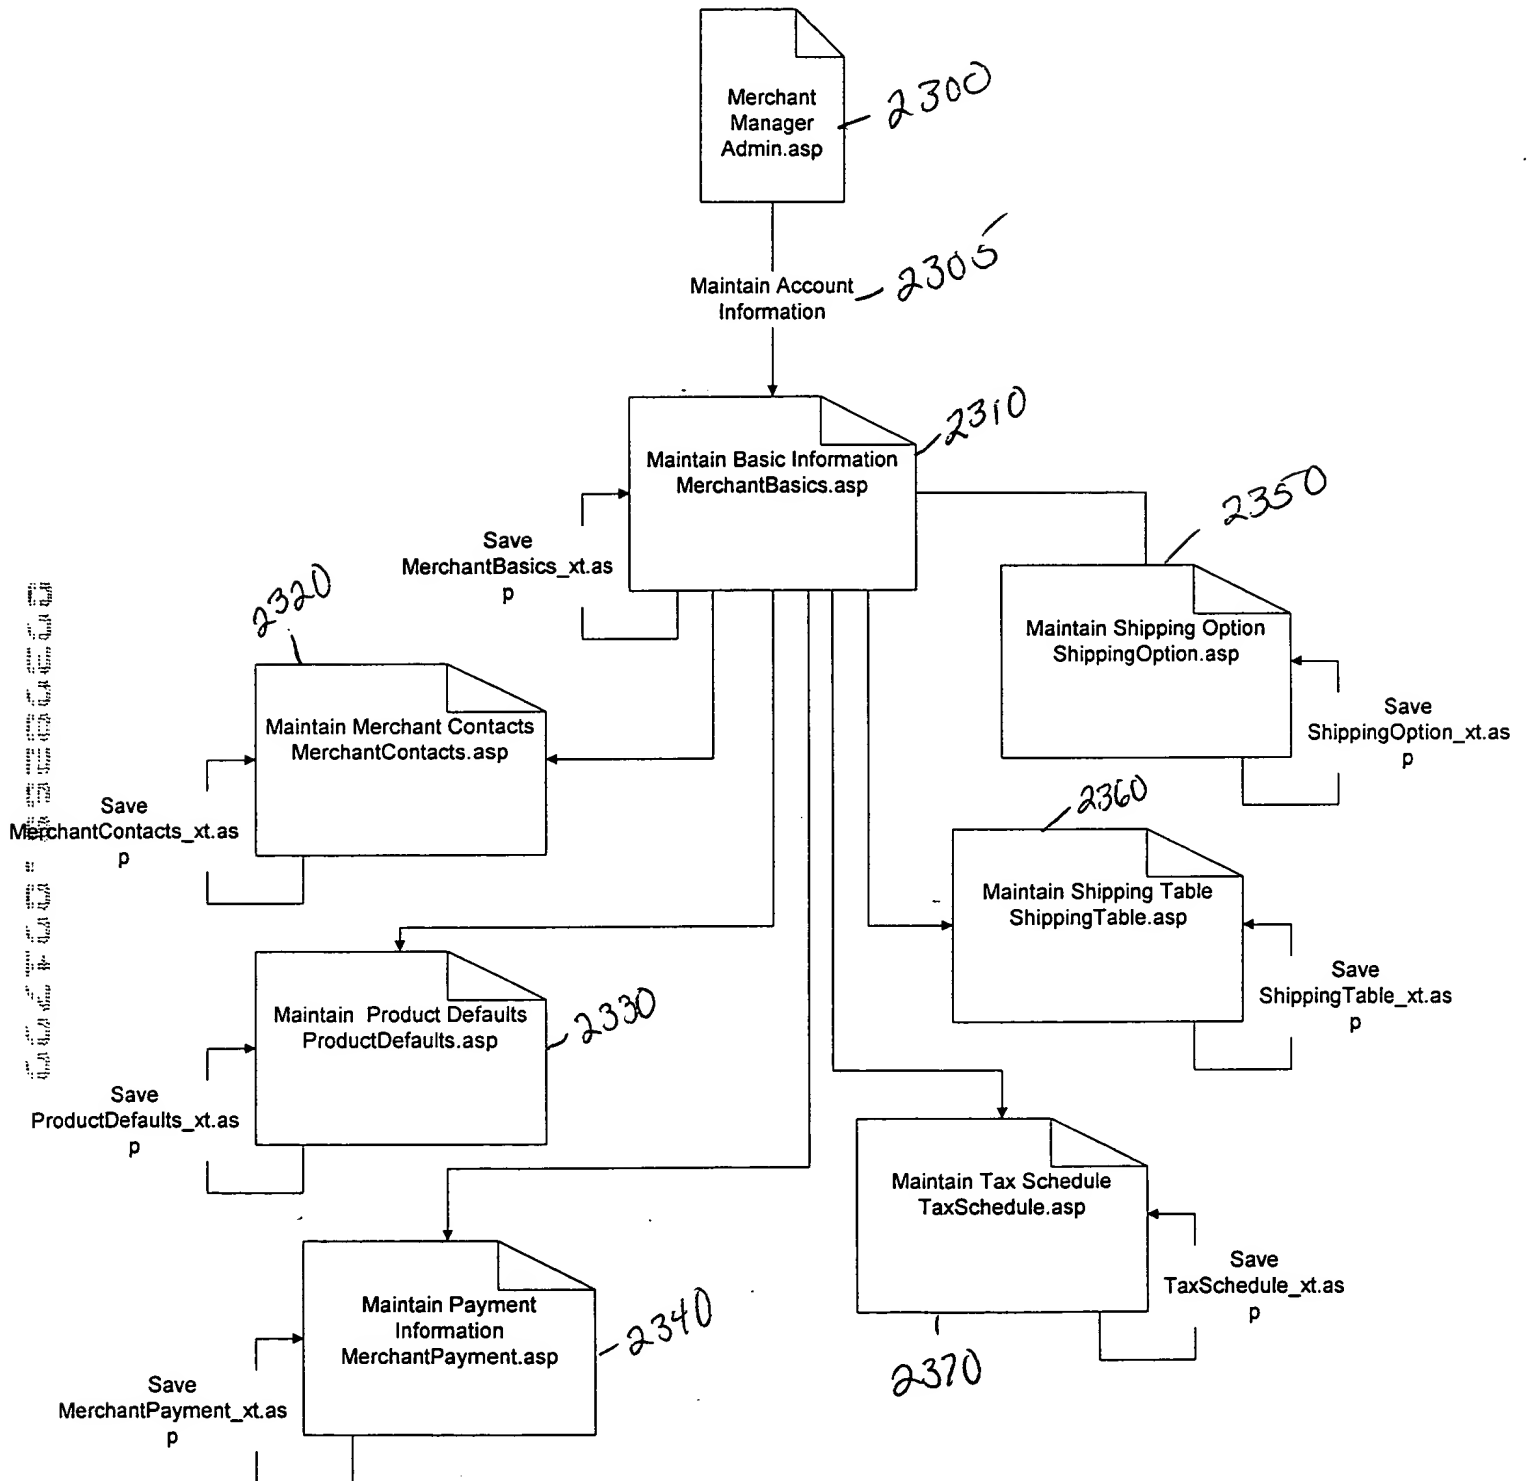 Merchant
Manager
Admin.asp
2300
Maintain Account
Information
2305
2310
Maintain Basic Information
MerchantBasics.asp
2350
Save
MerchantBasics_xt.as
p
2320
Maintain Shipping Option
ShippingOption.asp
Save
ShippingOption_xt.as
p
Maintain Merchant Contacts
MerchantContacts.asp
Save
MerchantContacts_xt.as
p
2360
Maintain Shipping Table
ShippingTable.asp
Save
ShippingTable_xt.as
p
Maintain Product Defaults
ProductDefaults.asp
2330
Save
ProductDefaults_xt.as
p
Maintain Tax Schedule
TaxSchedule.asp
Save
TaxSchedule_xt.as
p
2370
Maintain Payment
Information
MerchantPayment.asp
2340
Save
MerchantPayment_xt.as
p